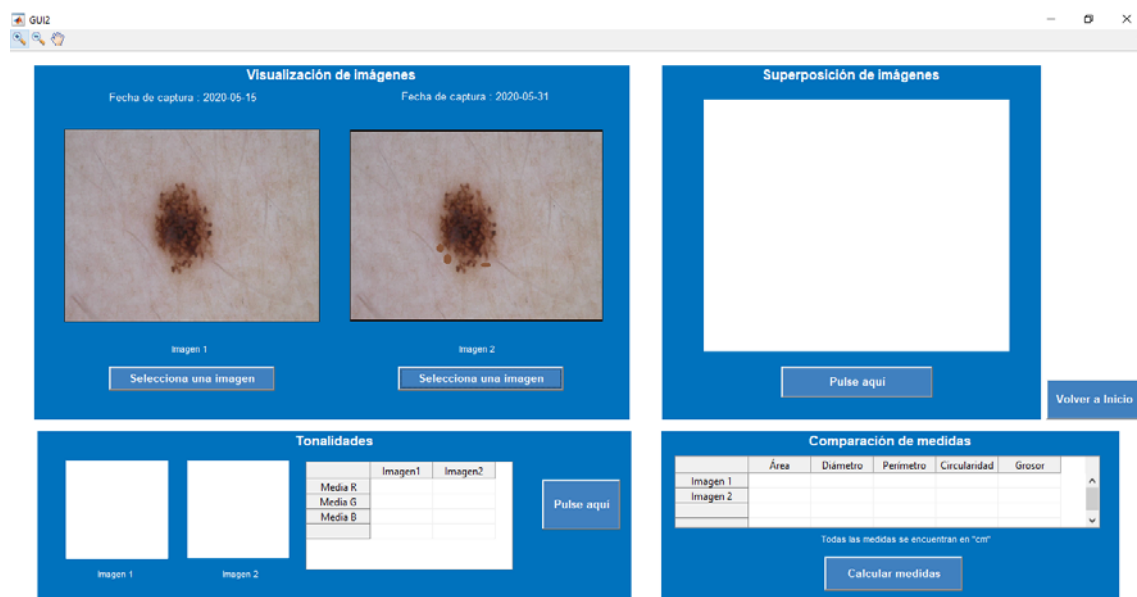 GUI2
Visualización de imágenes
Fecha de captura : 2020-05-15
Fecha de captura : 2020-05-31
Imagen 1
Imagen 2
Selecciona una imagen
Selecciona una imagen
Superposición de imágenes
Pulse aquí
Volver a Inicio
Tonalidades
Imagen1 Imagen2
Media R
Media G
Media B
Imagen 1
Imagen 2
Pulse aquí
Comparación de medidas
Área Diámetro Perímetro Circularidad Grosor
Imagen 1
Imagen 2
Todas las medidas se encuentran en "cm"
Calcular medidas